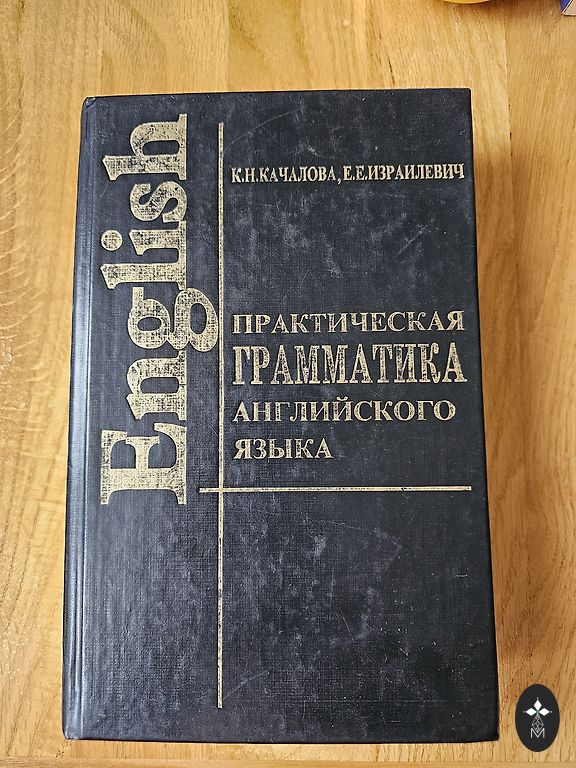 English
К.Н.КАЧАЛОВА, Е.Е.ИЗРАИЛЕВИЧ
ПРАКТИЧЕСКАЯ
ГРАММАТИКА
АНГЛИЙСКОГО
ЯЗЫКА
M